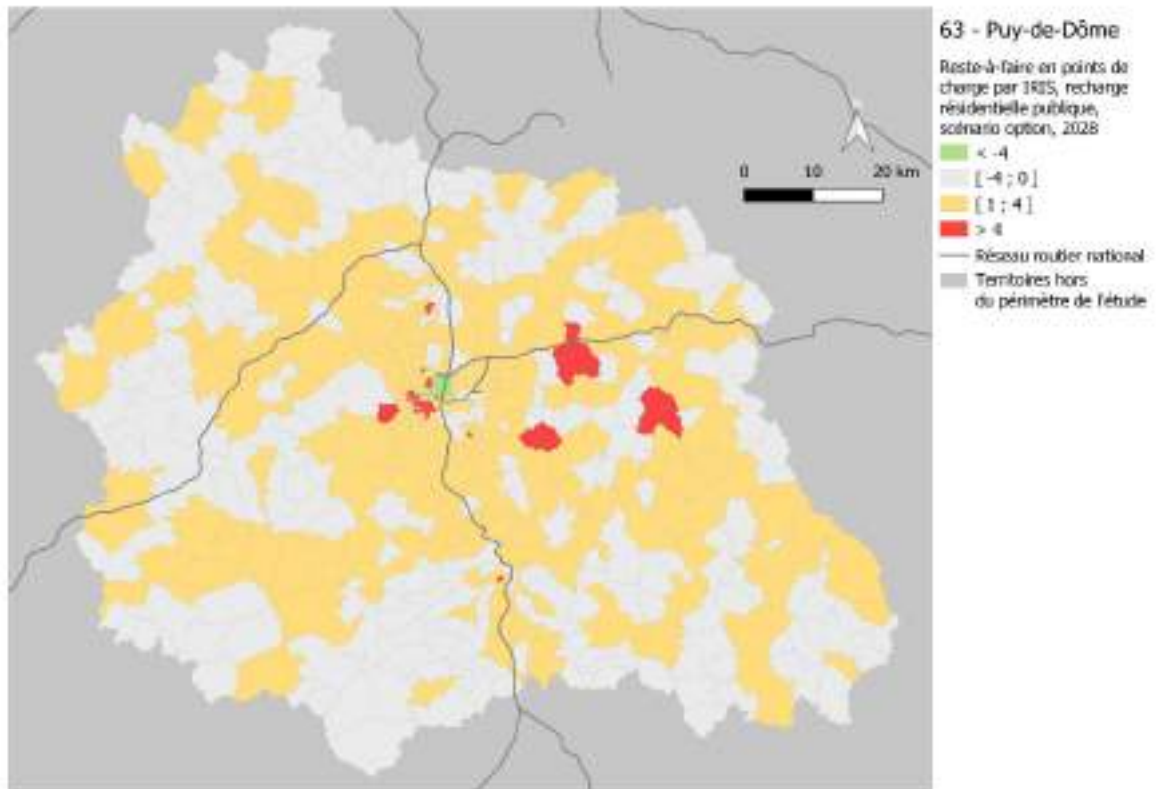 63 - Puy-de-Dôme
Reste-à-faire en points de
charge par IRIS, recharge
résidentielle publique,
scénario option, 2028
< -4
[ -4 ; 0 ]
[ 1 ; 4 ]
> 4
Réseau routier national
Territoires hors
du périmètre de l'étude
0 10 20 km